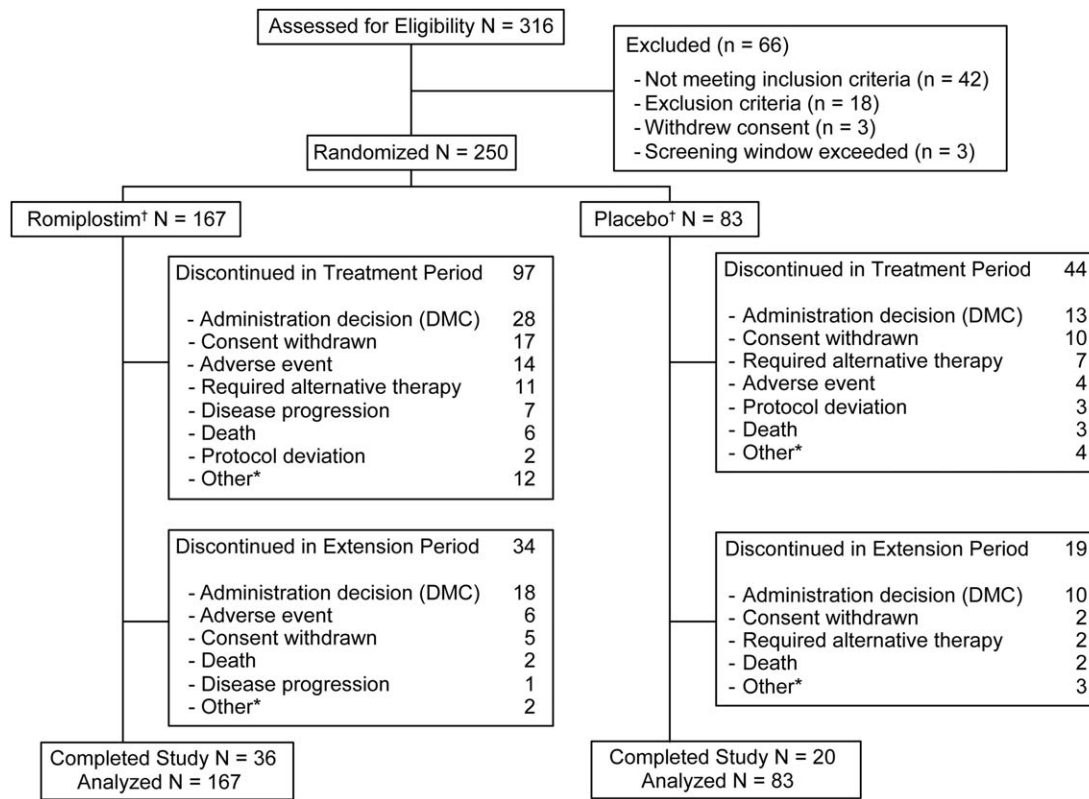 Assessed for Eligibility N = 316
Excluded (n = 66)
- Not meeting inclusion criteria (n = 42)
- Exclusion criteria (n = 18)
- Withdrew consent (n = 3)
- Screening window exceeded (n = 3)
Randomized N = 250
Romiplostim† N = 167
Placebo† N = 83
Discontinued in Treatment Period 97
- Administration decision (DMC) 28
- Consent withdrawn 17
- Adverse event 14
- Required alternative therapy 11
- Disease progression 7
- Death 6
- Protocol deviation 2
- Other* 12
Discontinued in Treatment Period 44
- Administration decision (DMC) 13
- Consent withdrawn 10
- Required alternative therapy 7
- Adverse event 4
- Protocol deviation 3
- Death 3
- Other* 4
Discontinued in Extension Period 34
- Administration decision (DMC) 18
- Adverse event 6
- Consent withdrawn 5
- Death 2
- Disease progression 1
- Other* 2
Discontinued in Extension Period 19
- Administration decision (DMC) 10
- Consent withdrawn 2
- Required alternative therapy 2
- Death 2
- Other* 3
Completed Study N = 36
Analyzed N = 167
Completed Study N = 20
Analyzed N = 83